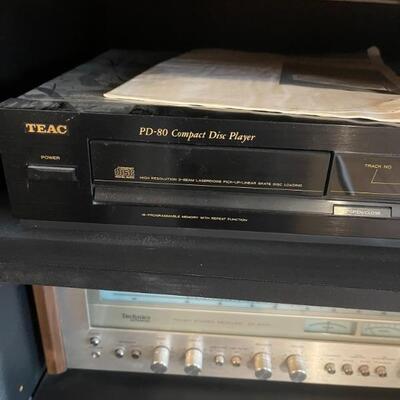 TEAC
PD-80 Compact Disc Player
POWER
TRACK NO
HIGH RESOLUTION 3-BEAM LASERDISK PICK-UP/LINEAR SKATE DISC LOADING
OPEN/CLOSE
16-PROGRAMMABLE MEMORY WITH REPEAT FUNCTION
Technics